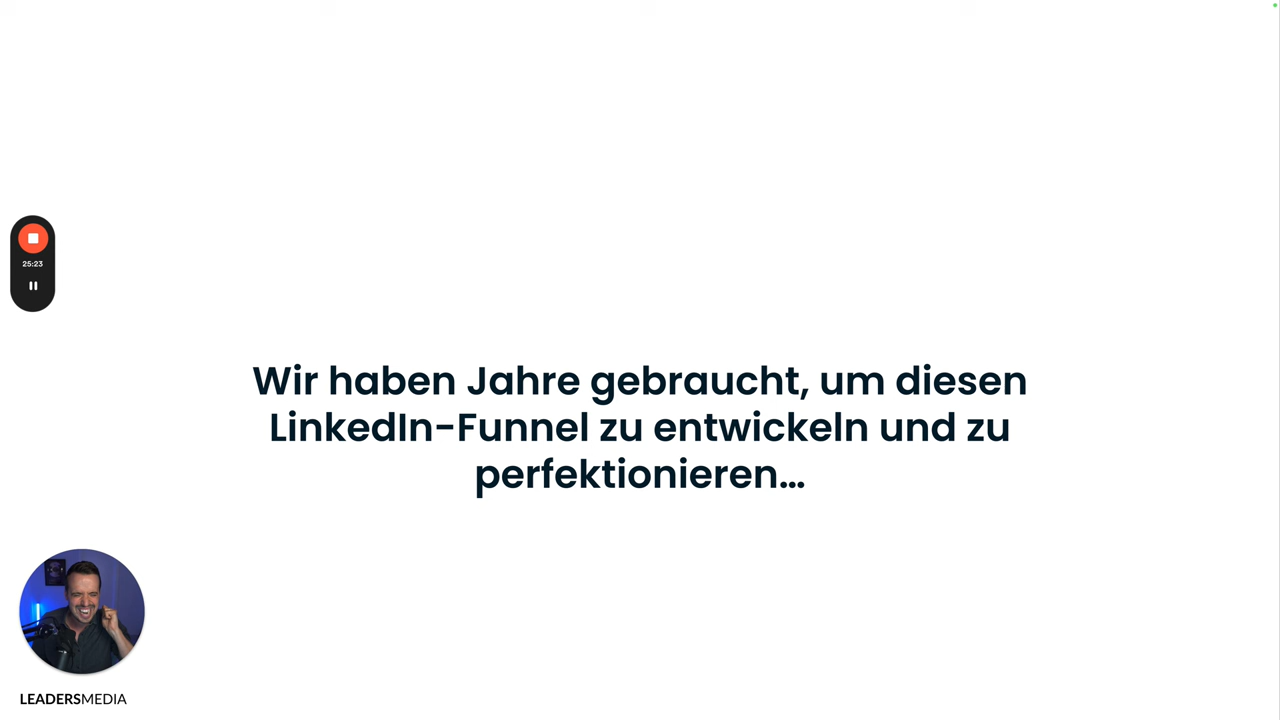 25:23
Wir haben Jahre gebraucht, um diesen
LinkedIn-Funnel zu entwickeln und zu
perfektionieren...
LEADERSMEDIA